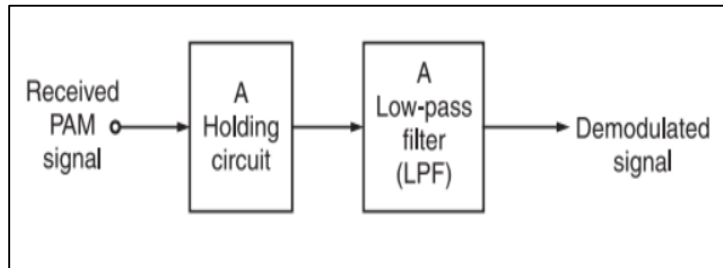 Received
PAM
signal
A
Holding
circuit
A
Low-pass
filter
(LPF)
Demodulated
signal